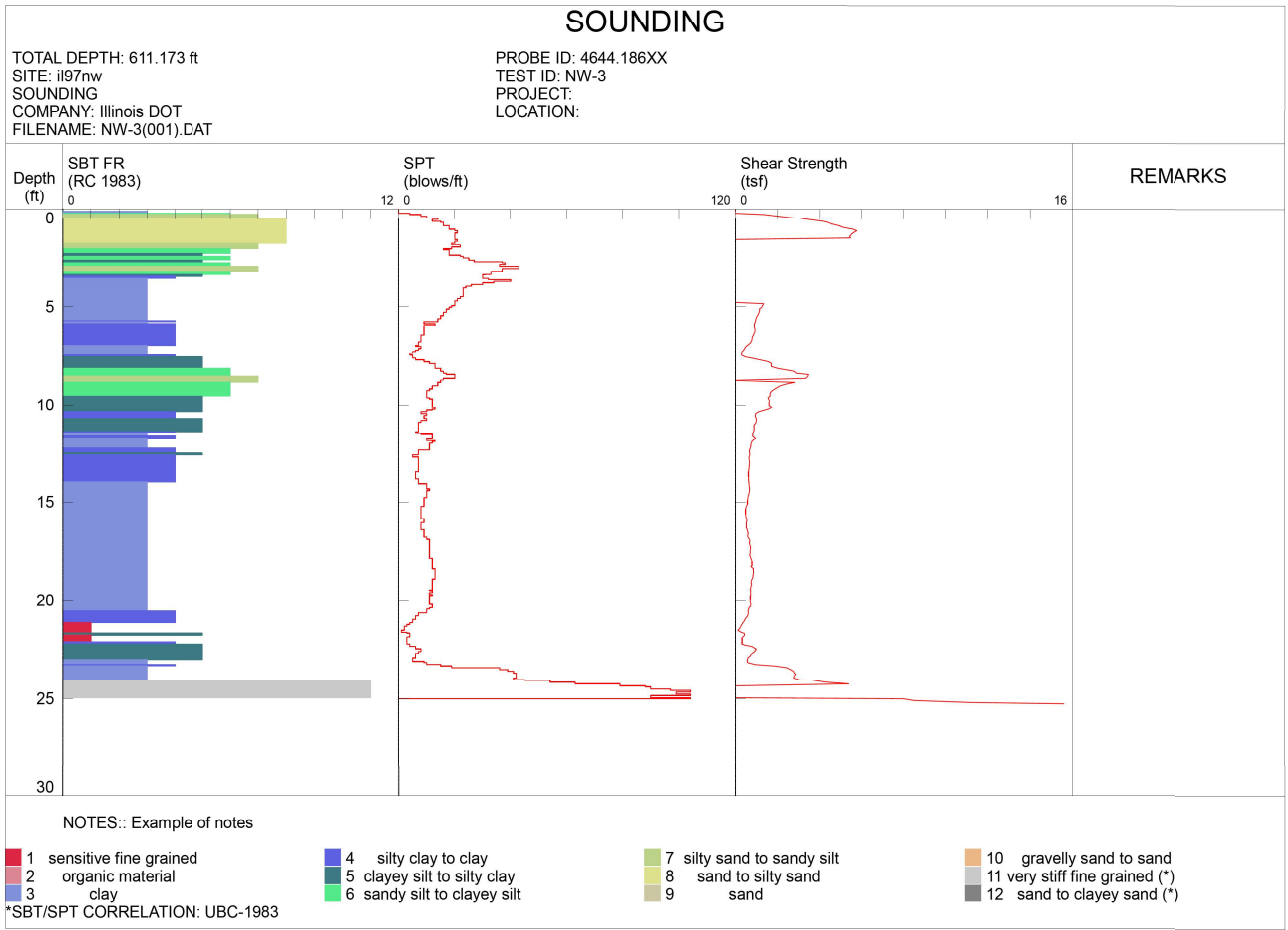 SOUNDING
TOTAL DEPTH: 611.173 ft
SITE: il97nw
SOUNDING
COMPANY: Illinois DOT
FILENAME: NW-3(001).DAT
PROBE ID: 4644.186XX
TEST ID: NW-3
PROJECT:
LOCATION:
Depth
(ft)
SBT FR
(RC 1983)
0 12
SPT
(blows/ft)
0 120
Shear Strength
(tsf)
0 16
REMARKS
0
5
10
15
20
25
30
NOTES:: Example of notes
1 sensitive fine grained
2 organic material
3 clay
4 silty clay to clay
5 clayey silt to silty clay
6 sandy silt to clayey silt
7 silty sand to sandy silt
8 sand to silty sand
9 sand
10 gravelly sand to sand
11 very stiff fine grained (*)
12 sand to clayey sand (*)
*SBT/SPT CORRELATION: UBC-1983